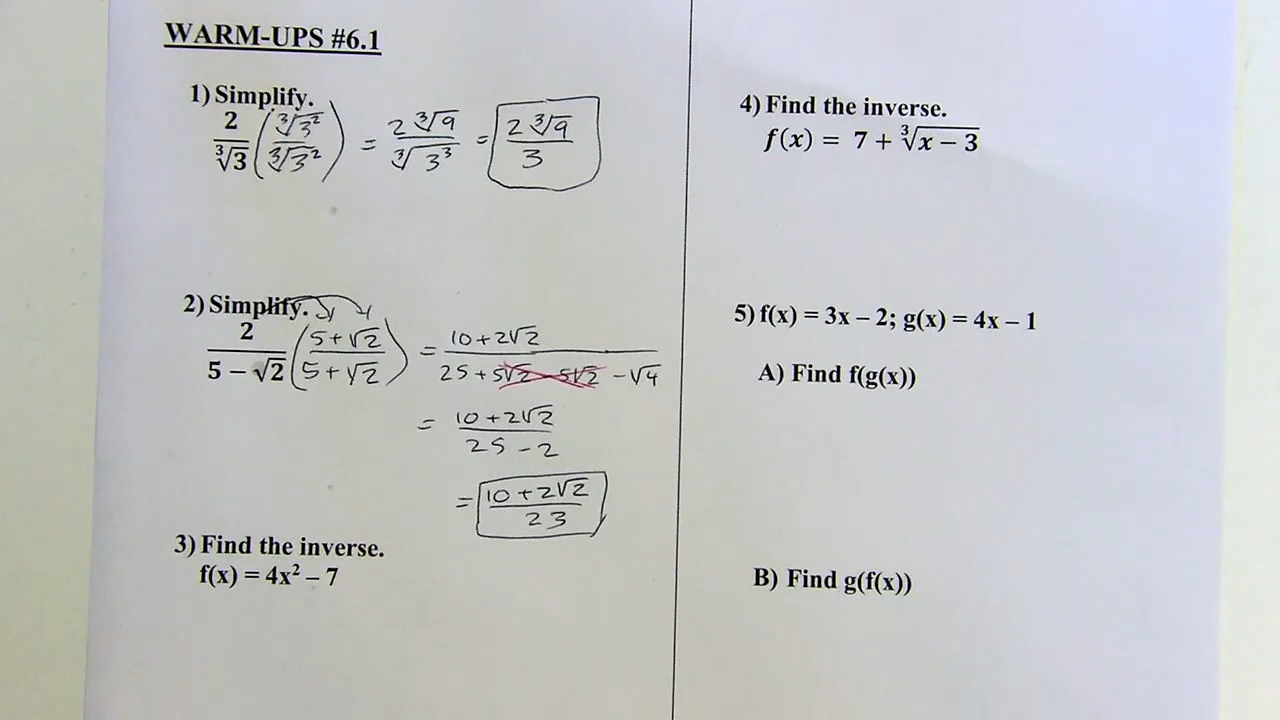 WARM-UPS #6.1
1) Simplify.
2/∛3 (∛3²/∛3²) = 2∛9/∛3³ = 2∛9/3
2) Simplify.
2/(5 − √2) ((5+√2)/(5+√2)) = (10+2√2)/(25+5√2−5√2−√4)
= (10+2√2)/(25−2)
= (10+2√2)/23
3) Find the inverse.
f(x) = 4x² – 7
4) Find the inverse.
f(x) = 7 + ∛(x − 3)
5) f(x) = 3x – 2; g(x) = 4x – 1
A) Find f(g(x))
B) Find g(f(x))